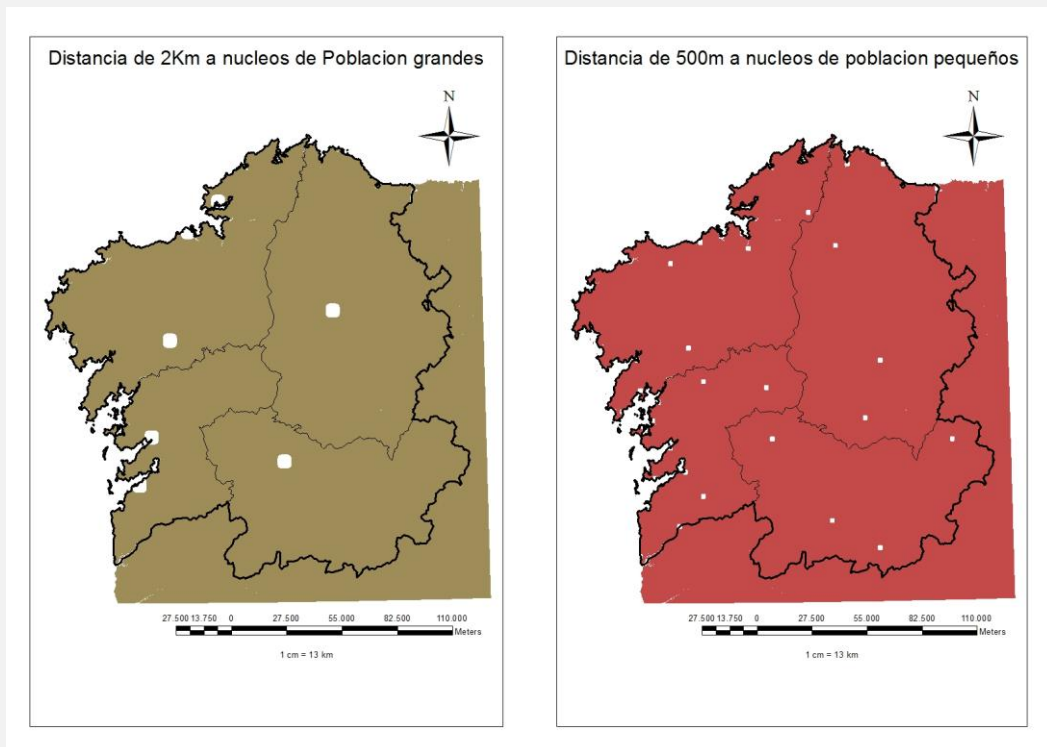 Distancia de 2Km a nucleos de Poblacion grandes
N
27.500 13.750 0 27.500 55.000 82.500 110.000
Meters
1 cm = 13 km
Distancia de 500m a nucleos de poblacion pequeños
N
27.500 13.750 0 27.500 55.000 82.500 110.000
Meters
1 cm = 13 km